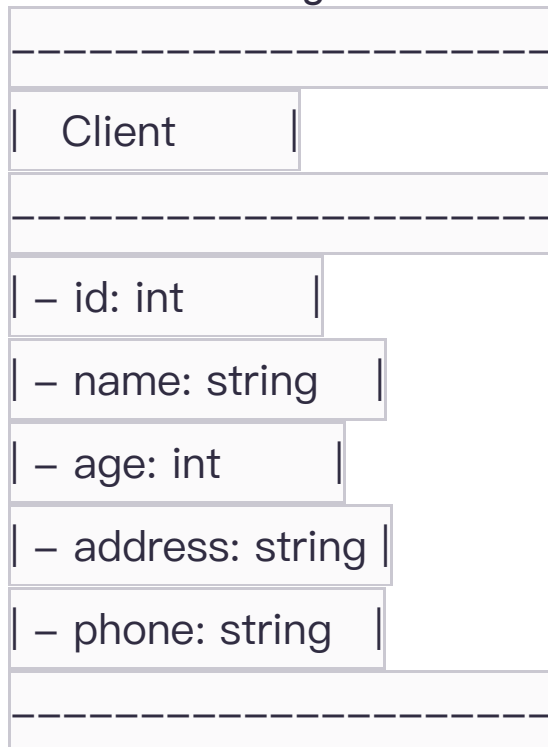 ---------------------
| Client |
---------------------
| – id: int |
| – name: string |
| – age: int |
| – address: string |
| – phone: string |
---------------------